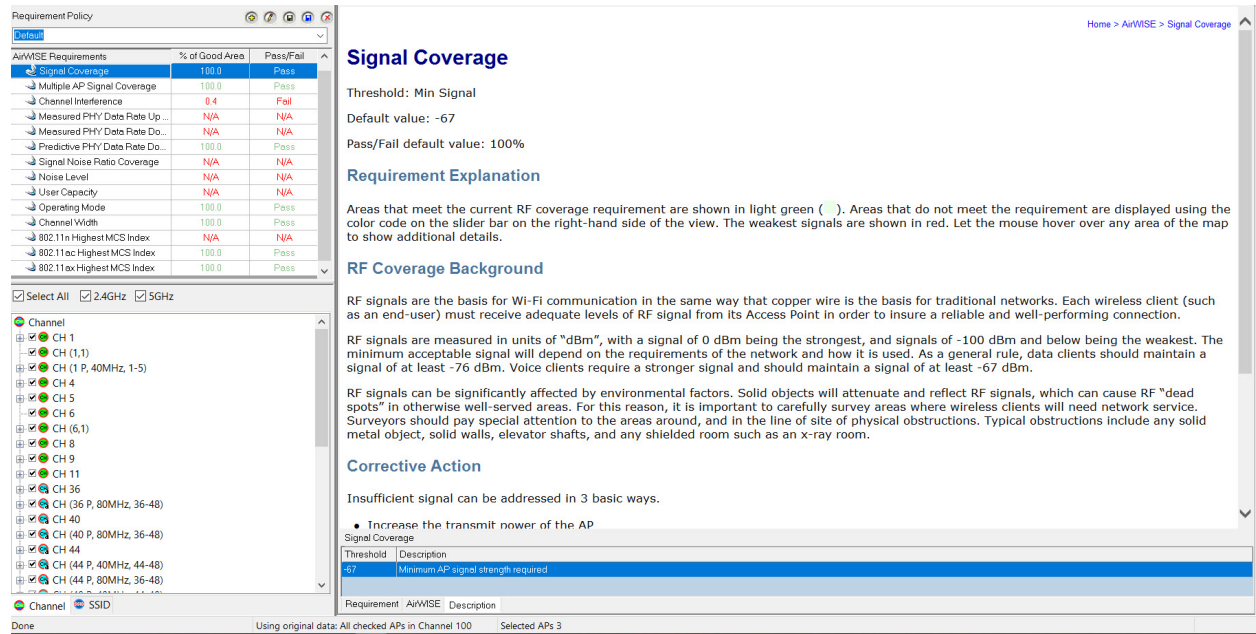 Requirement Policy
Default
AirWISE Requirements % of Good Area Pass/Fail
Signal Coverage 100.0 Pass
Multiple AP Signal Coverage 100.0 Pass
Channel Interference 0.4 Fail
Measured PHY Data Rate Up ... N/A N/A
Measured PHY Data Rate Do... N/A N/A
Predictive PHY Data Rate Do... 100.0 Pass
Signal Noise Ratio Coverage N/A N/A
Noise Level N/A N/A
User Capacity N/A N/A
Operating Mode 100.0 Pass
Channel Width 100.0 Pass
802.11n Highest MCS Index N/A N/A
802.11ac Highest MCS Index 100.0 Pass
802.11ax Highest MCS Index 100.0 Pass
Select All 2.4GHz 5GHz
Channel
CH 1
CH (1,1)
CH (1 P, 40MHz, 1-5)
CH 4
CH 5
CH 6
CH (6,1)
CH 8
CH 9
CH 11
CH 36
CH (36 P, 80MHz, 36-48)
CH 40
CH (40 P, 80MHz, 36-48)
CH 44
CH (44 P, 40MHz, 44-48)
CH (44 P, 80MHz, 36-48)
Channel SSID
Home > AirWISE > Signal Coverage
Signal Coverage
Threshold: Min Signal
Default value: -67
Pass/Fail default value: 100%
Requirement Explanation
Areas that meet the current RF coverage requirement are shown in light green ( ). Areas that do not meet the requirement are displayed using the
color code on the slider bar on the right-hand side of the view. The weakest signals are shown in red. Let the mouse hover over any area of the map
to show additional details.
RF Coverage Background
RF signals are the basis for Wi-Fi communication in the same way that copper wire is the basis for traditional networks. Each wireless client (such
as an end-user) must receive adequate levels of RF signal from its Access Point in order to insure a reliable and well-performing connection.
RF signals are measured in units of “dBm”, with a signal of 0 dBm being the strongest, and signals of -100 dBm and below being the weakest. The
minimum acceptable signal will depend on the requirements of the network and how it is used. As a general rule, data clients should maintain a
signal of at least -76 dBm. Voice clients require a stronger signal and should maintain a signal of at least -67 dBm.
RF signals can be significantly affected by environmental factors. Solid objects will attenuate and reflect RF signals, which can cause RF “dead
spots” in otherwise well-served areas. For this reason, it is important to carefully survey areas where wireless clients will need network service.
Surveyors should pay special attention to the areas around, and in the line of site of physical obstructions. Typical obstructions include any solid
metal object, solid walls, elevator shafts, and any shielded room such as an x-ray room.
Corrective Action
Insufficient signal can be addressed in 3 basic ways.
• Increase the transmit power of the AP
Signal Coverage
Threshold Description
-67 Minimum AP signal strength required
Requirement AirWISE Description
Done Using original data: All checked APs in Channel 100 Selected APs 3